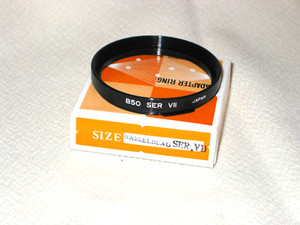 ADAPTER RING
B50 SER VII
JAPAN
SIZE HASSELBLAD SER.VII